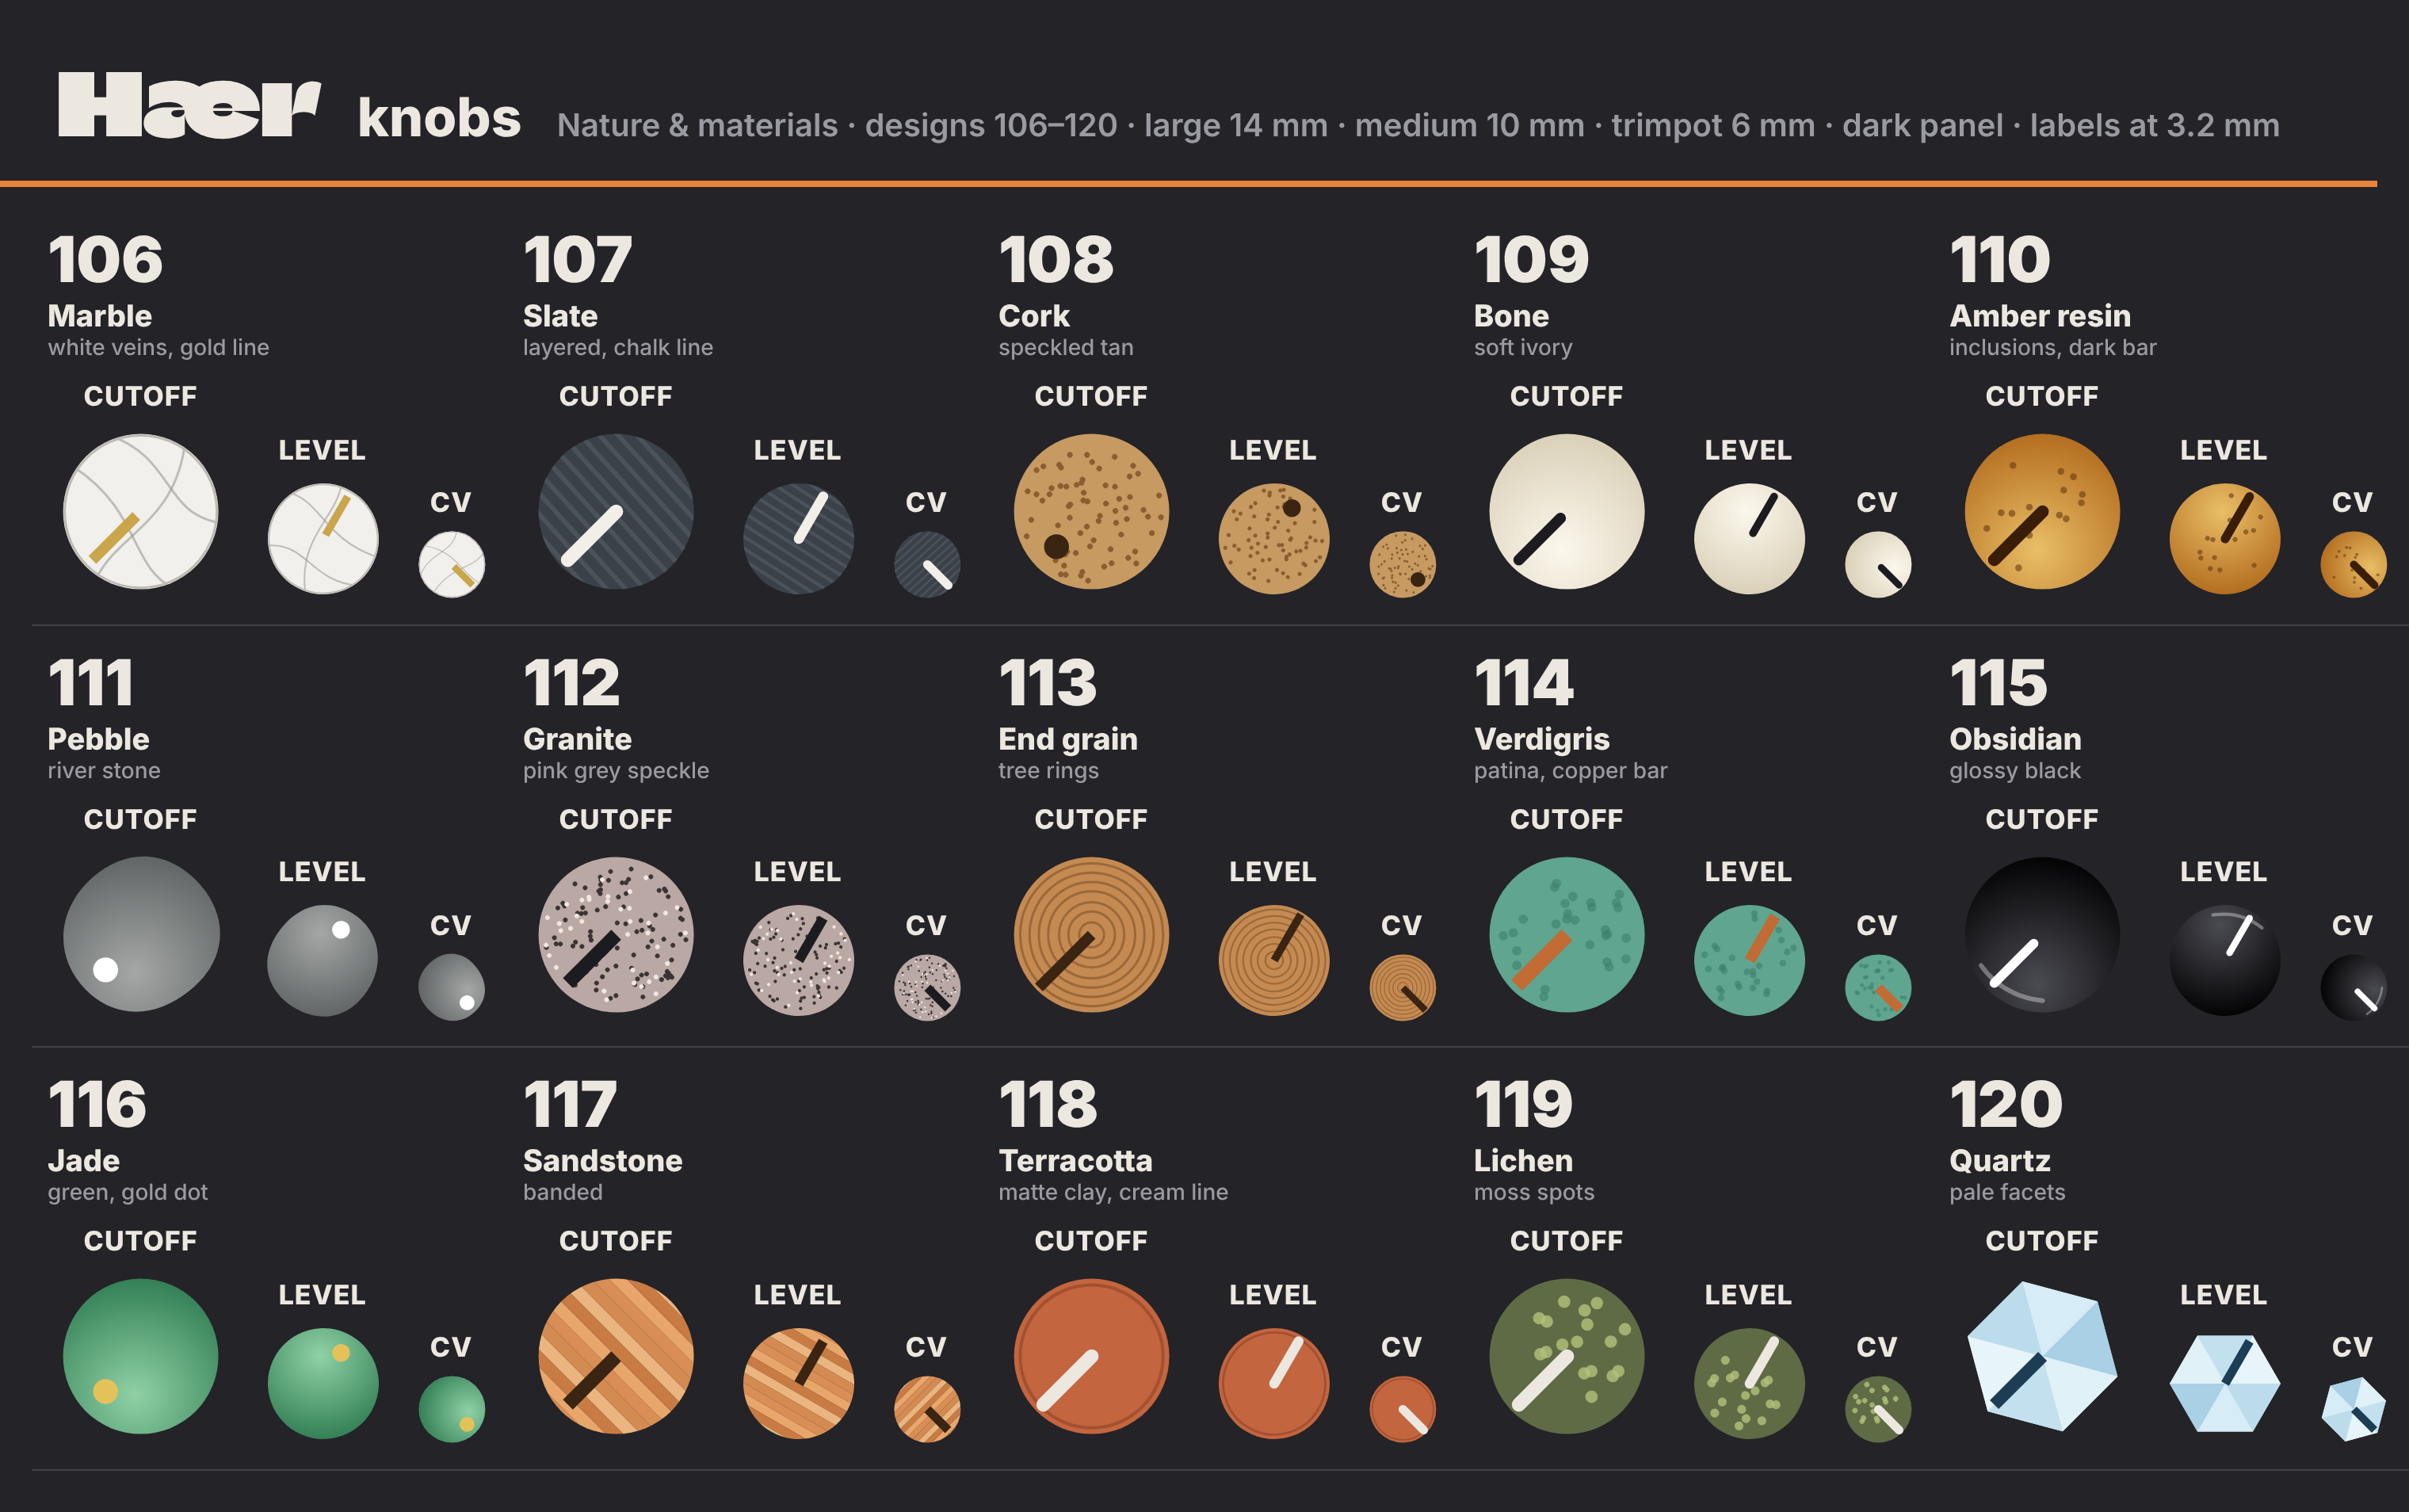 Hær knobs Nature & materials · designs 106–120 · large 14 mm · medium 10 mm · trimpot 6 mm · dark panel · labels at 3.2 mm
106 107 108 109 110
Marble Slate Cork Bone Amber resin
white veins, gold line layered, chalk line speckled tan soft ivory inclusions, dark bar
CUTOFF CUTOFF CUTOFF CUTOFF CUTOFF
LEVEL LEVEL LEVEL LEVEL LEVEL
CV CV CV CV CV
111 112 113 114 115
Pebble Granite End grain Verdigris Obsidian
river stone pink grey speckle tree rings patina, copper bar glossy black
CUTOFF CUTOFF CUTOFF CUTOFF CUTOFF
LEVEL LEVEL LEVEL LEVEL LEVEL
CV CV CV CV CV
116 117 118 119 120
Jade Sandstone Terracotta Lichen Quartz
green, gold dot banded matte clay, cream line moss spots pale facets
CUTOFF CUTOFF CUTOFF CUTOFF CUTOFF
LEVEL LEVEL LEVEL LEVEL LEVEL
CV CV CV CV CV